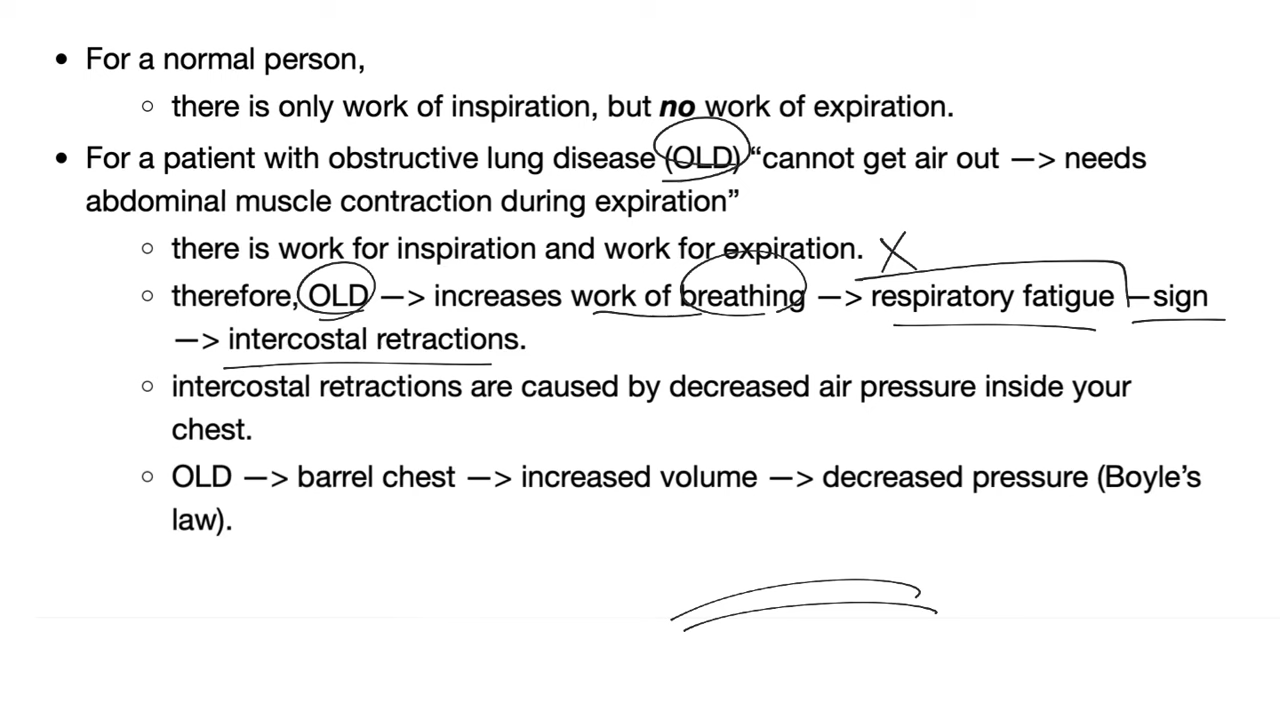 • For a normal person,
◦ there is only work of inspiration, but no work of expiration.
• For a patient with obstructive lung disease (OLD) “cannot get air out —> needs
abdominal muscle contraction during expiration”
◦ there is work for inspiration and work for expiration. X
◦ therefore, OLD —> increases work of breathing —> respiratory fatigue —sign
—> intercostal retractions.
◦ intercostal retractions are caused by decreased air pressure inside your
chest.
◦ OLD —> barrel chest —> increased volume —> decreased pressure (Boyle’s
law).